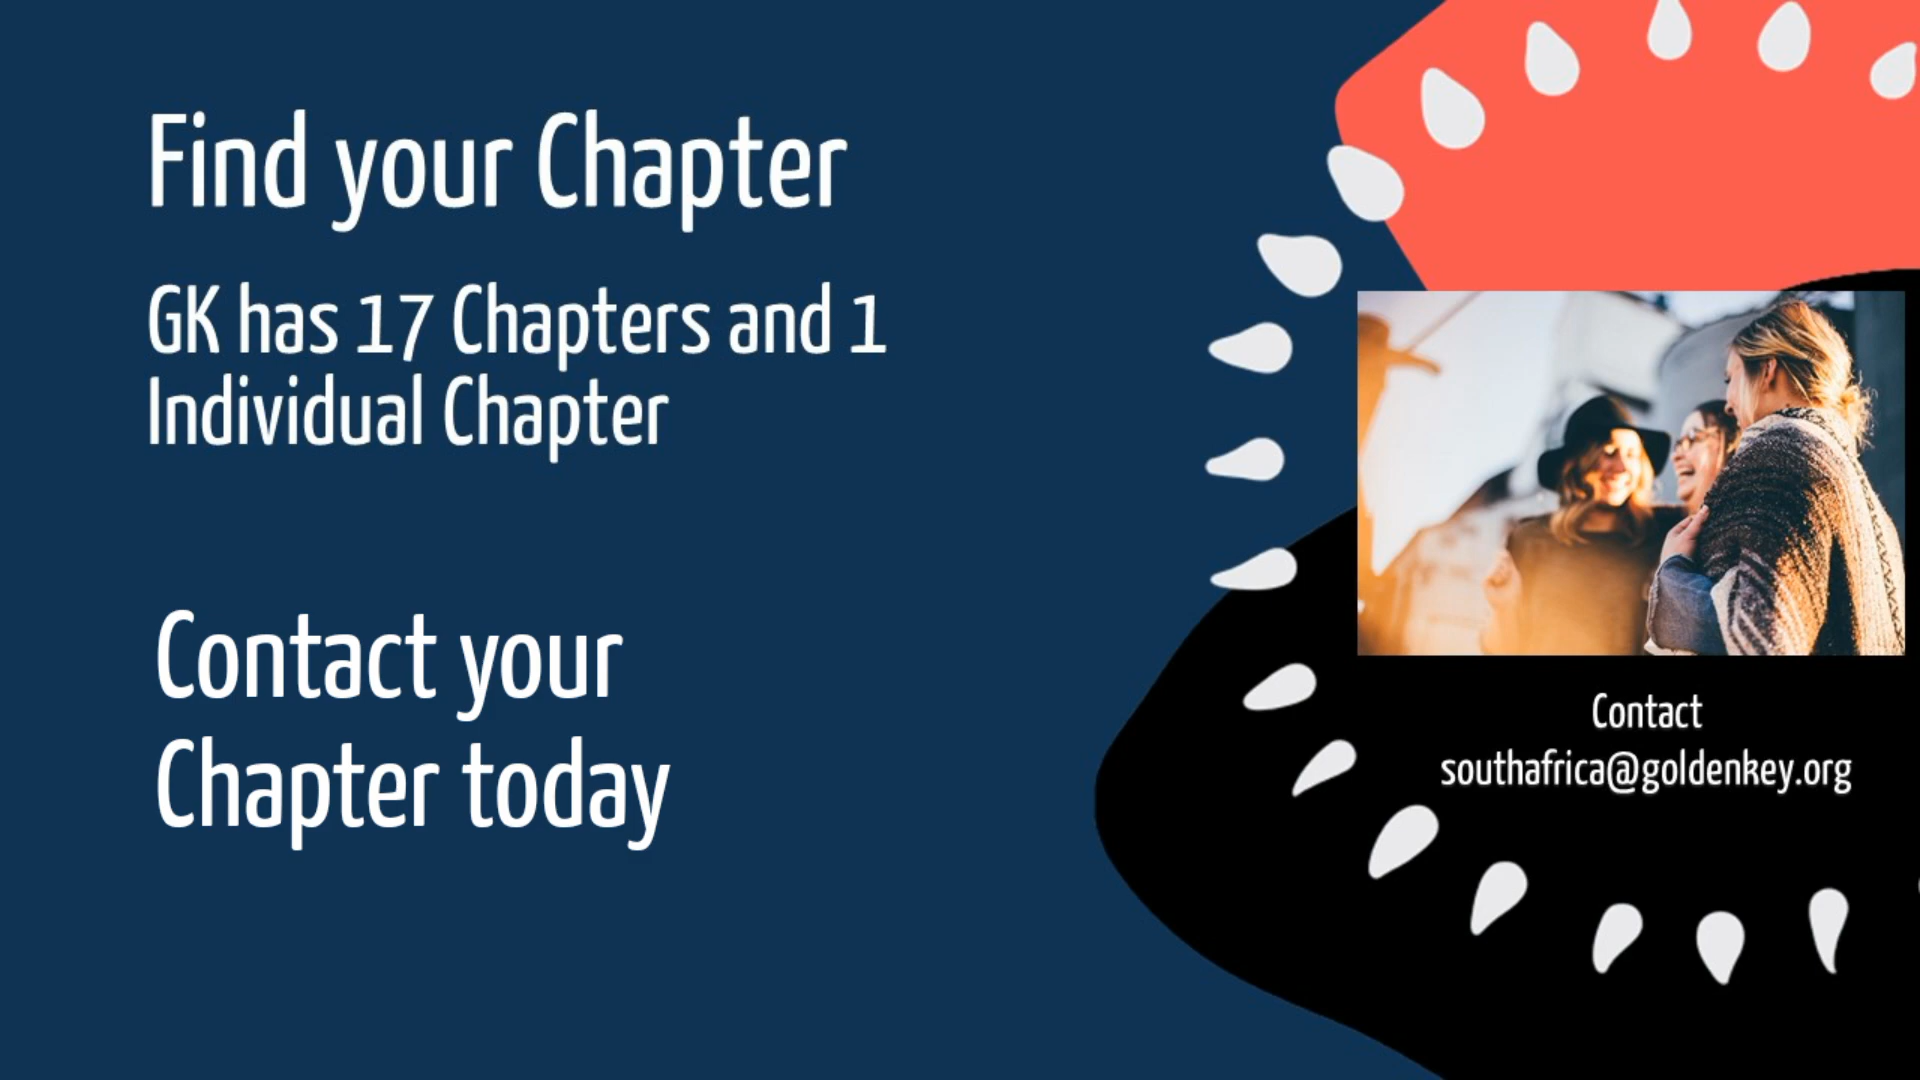 Find your Chapter
GK has 17 Chapters and 1
Individual Chapter
Contact your
Chapter today
Contact
southafrica@goldenkey.org